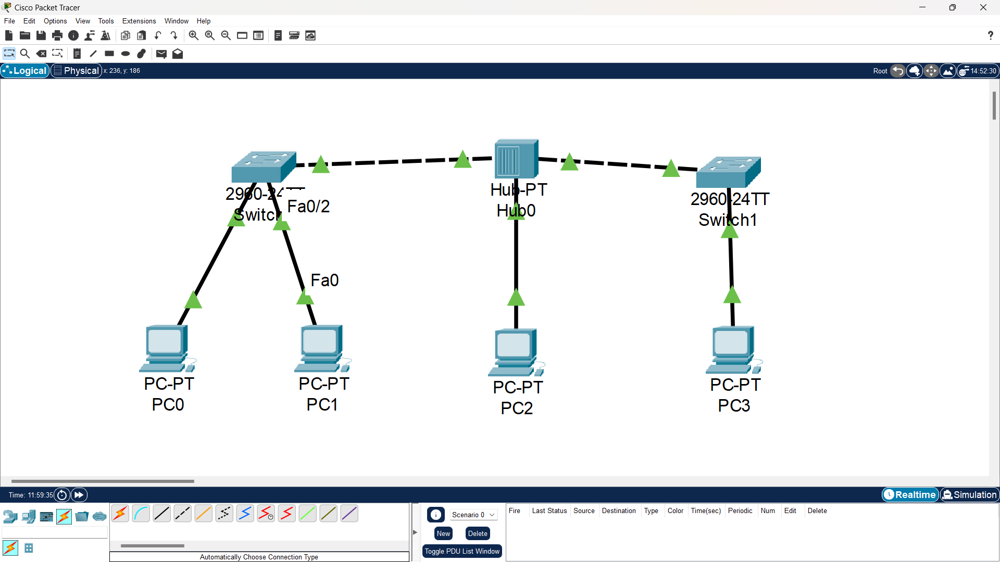 Cisco Packet Tracer
File Edit Options View Tools Extensions Window Help
?
Logical Physical x: 236, y: 186 Root 14:52:30
2960-24TT
Switch
Fa0/2
Fa0
Hub-PT
Hub0
2960-24TT
Switch1
PC-PT
PC0
PC-PT
PC1
PC-PT
PC2
PC-PT
PC3
Time: 11:59:35 Realtime Simulation
Scenario 0
New Delete
Toggle PDU List Window
Fire Last Status Source Destination Type Color Time(sec) Periodic Num Edit Delete
Automatically Choose Connection Type